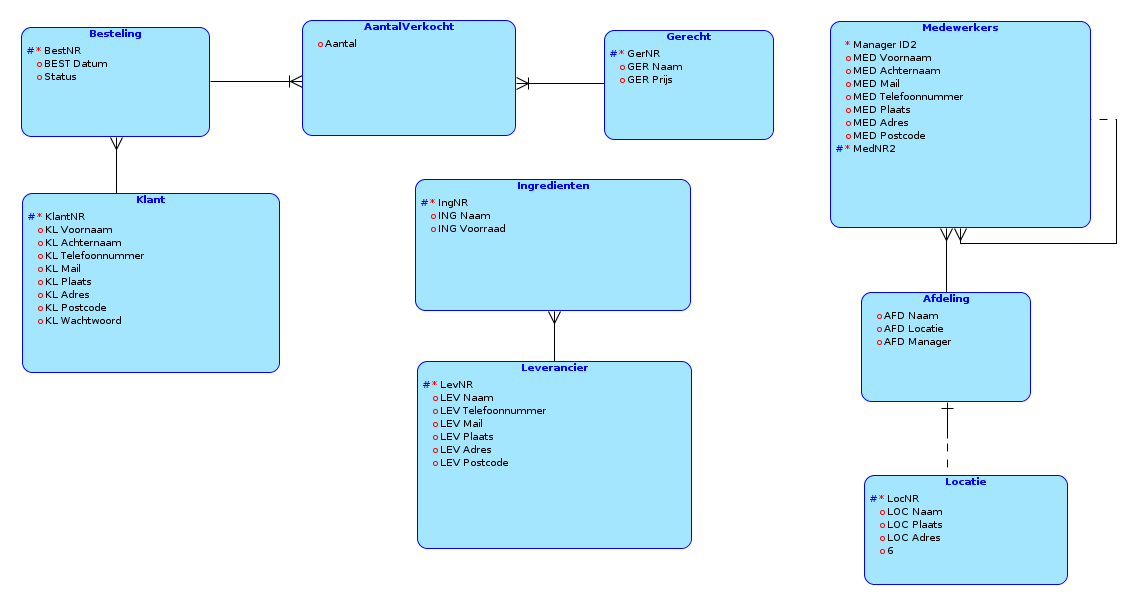 Besteling
# * BestNR
BEST Datum
Status
AantalVerkocht
Aantal
Gerecht
# * GerNR
GER Naam
GER Prijs
Medewerkers
* Manager ID2
MED Voornaam
MED Achternaam
MED Mail
MED Telefoonnummer
MED Plaats
MED Adres
MED Postcode
# * MedNR2
Klant
# * KlantNR
KL Voornaam
KL Achternaam
KL Telefoonnummer
KL Mail
KL Plaats
KL Adres
KL Postcode
KL Wachtwoord
Ingredienten
# * IngNR
ING Naam
ING Voorraad
Leverancier
# * LevNR
LEV Naam
LEV Telefoonnummer
LEV Mail
LEV Plaats
LEV Adres
LEV Postcode
Afdeling
AFD Naam
AFD Locatie
AFD Manager
Locatie
# * LocNR
LOC Naam
LOC Plaats
LOC Adres
6